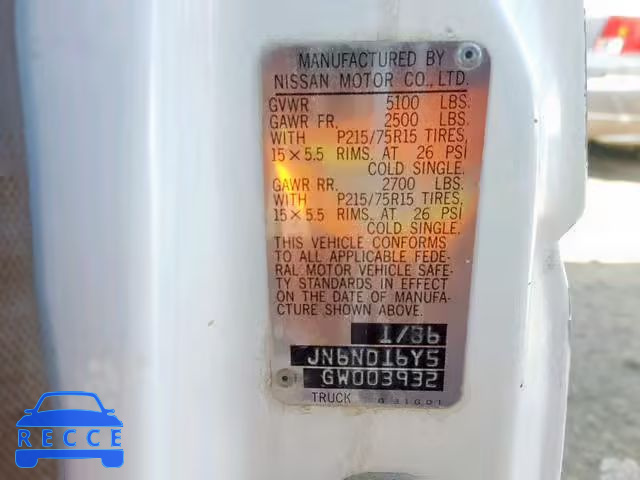 MANUFACTURED BY
NISSAN MOTOR CO., LTD.
GVWR 5100 LBS.
GAWR FR. 2500 LBS.
WITH P215/75R15 TIRES,
15 × 5.5 RIMS, AT 26 PSI
COLD SINGLE.
GAWR RR. 2700 LBS.
WITH P215/75R15 TIRES,
15 × 5.5 RIMS, AT 26 PSI
COLD SINGLE.
THIS VEHICLE CONFORMS
TO ALL APPLICABLE FEDE-
RAL MOTOR VEHICLE SAFE-
TY STANDARDS IN EFFECT
ON THE DATE OF MANUFA-
CTURE SHOWN ABOVE.
1/86
JN6ND16Y5
GW003932
TRUCK
RECCE